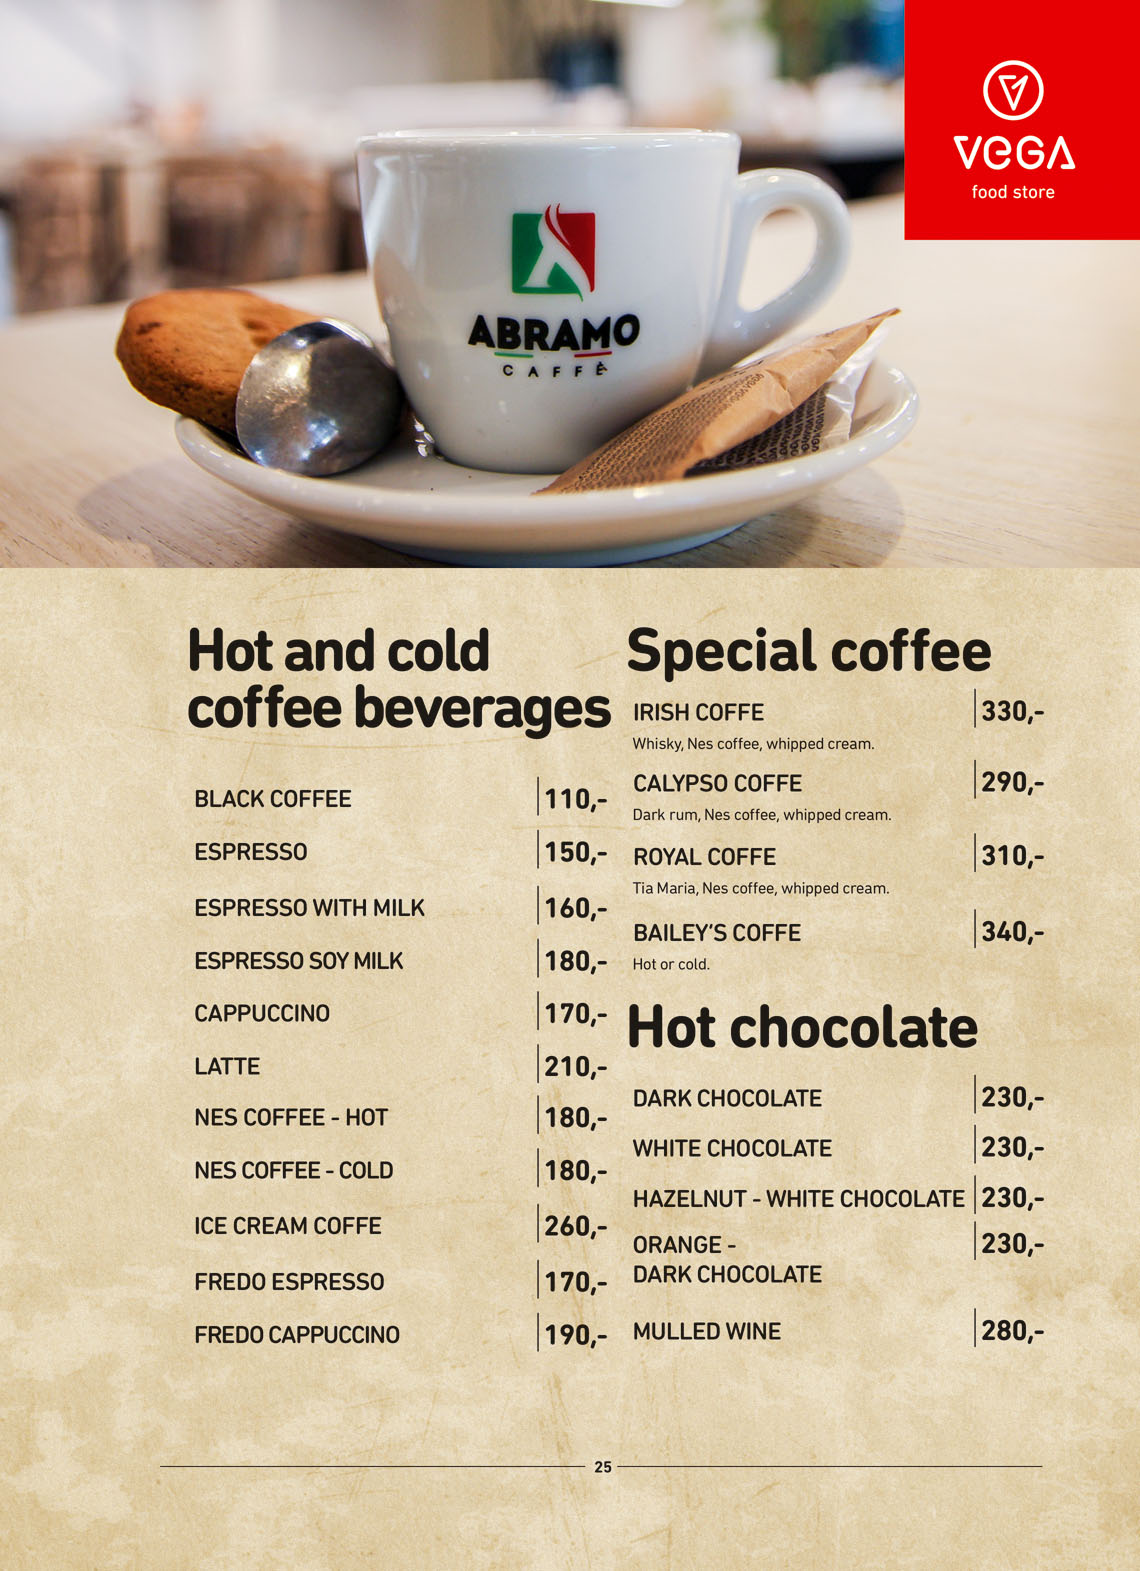 VEGA
food store
ABRAMO
CAFFÈ
Hot and cold
coffee beverages
BLACK COFFEE 110,-
ESPRESSO 150,-
ESPRESSO WITH MILK 160,-
ESPRESSO SOY MILK 180,-
CAPPUCCINO 170,-
LATTE 210,-
NES COFFEE - HOT 180,-
NES COFFEE - COLD 180,-
ICE CREAM COFFE 260,-
FREDO ESPRESSO 170,-
FREDO CAPPUCCINO 190,-
Special coffee
IRISH COFFE 330,-
Whisky, Nes coffee, whipped cream.
CALYPSO COFFE 290,-
Dark rum, Nes coffee, whipped cream.
ROYAL COFFE 310,-
Tia Maria, Nes coffee, whipped cream.
BAILEY'S COFFE 340,-
Hot or cold.
Hot chocolate
DARK CHOCOLATE 230,-
WHITE CHOCOLATE 230,-
HAZELNUT - WHITE CHOCOLATE 230,-
ORANGE - 230,-
DARK CHOCOLATE
MULLED WINE 280,-
25